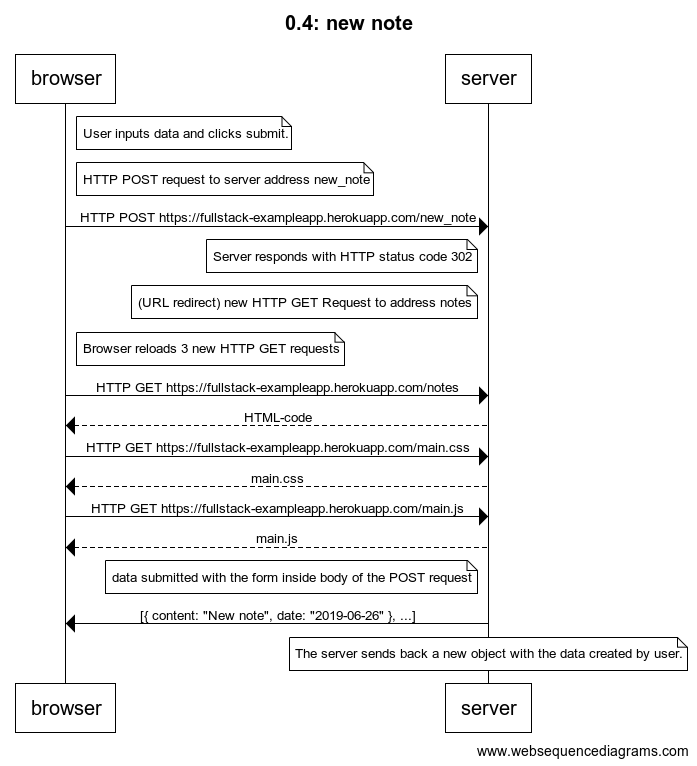 0.4: new note
browser
server
User inputs data and clicks submit.
HTTP POST request to server address new_note
HTTP POST https://fullstack-exampleapp.herokuapp.com/new_note
Server responds with HTTP status code 302
(URL redirect) new HTTP GET Request to address notes
Browser reloads 3 new HTTP GET requests
HTTP GET https://fullstack-exampleapp.herokuapp.com/notes
HTML-code
HTTP GET https://fullstack-exampleapp.herokuapp.com/main.css
main.css
HTTP GET https://fullstack-exampleapp.herokuapp.com/main.js
main.js
data submitted with the form inside body of the POST request
[{ content: "New note", date: "2019-06-26" }, ...]
The server sends back a new object with the data created by user.
browser
server
www.websequencediagrams.com